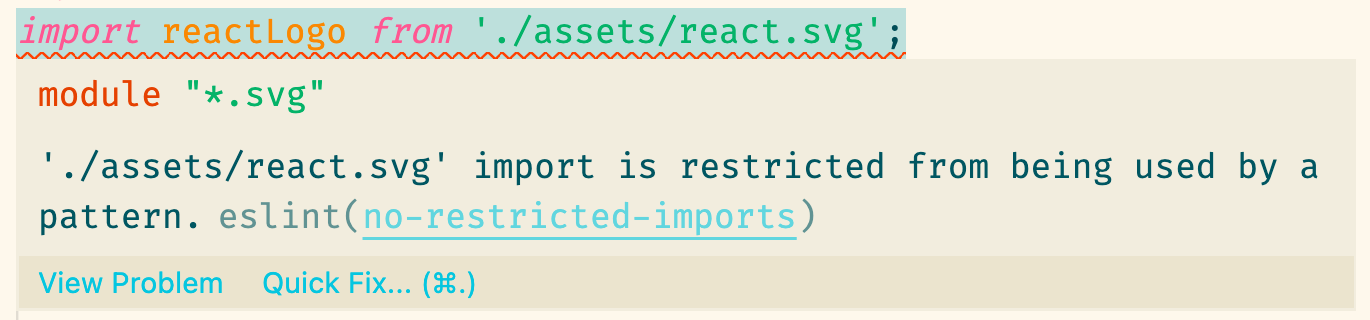 import reactLogo from './assets/react.svg';
module "*.svg"
'./assets/react.svg' import is restricted from being used by a
pattern. eslint(no-restricted-imports)
View Problem Quick Fix... (⌘.)